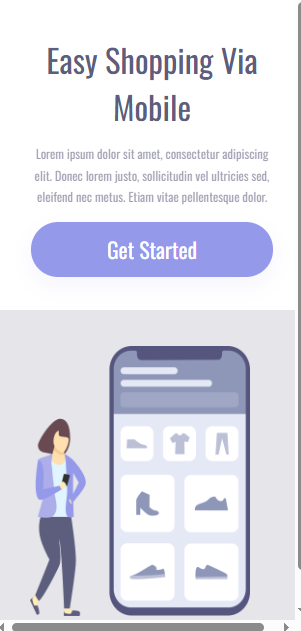 Easy Shopping Via
Mobile
Lorem ipsum dolor sit amet, consectetur adipiscing
elit. Donec lorem justo, sollicitudin vel ultricies sed,
eleifend nec metus. Etiam vitae pellentesque dolor.
Get Started